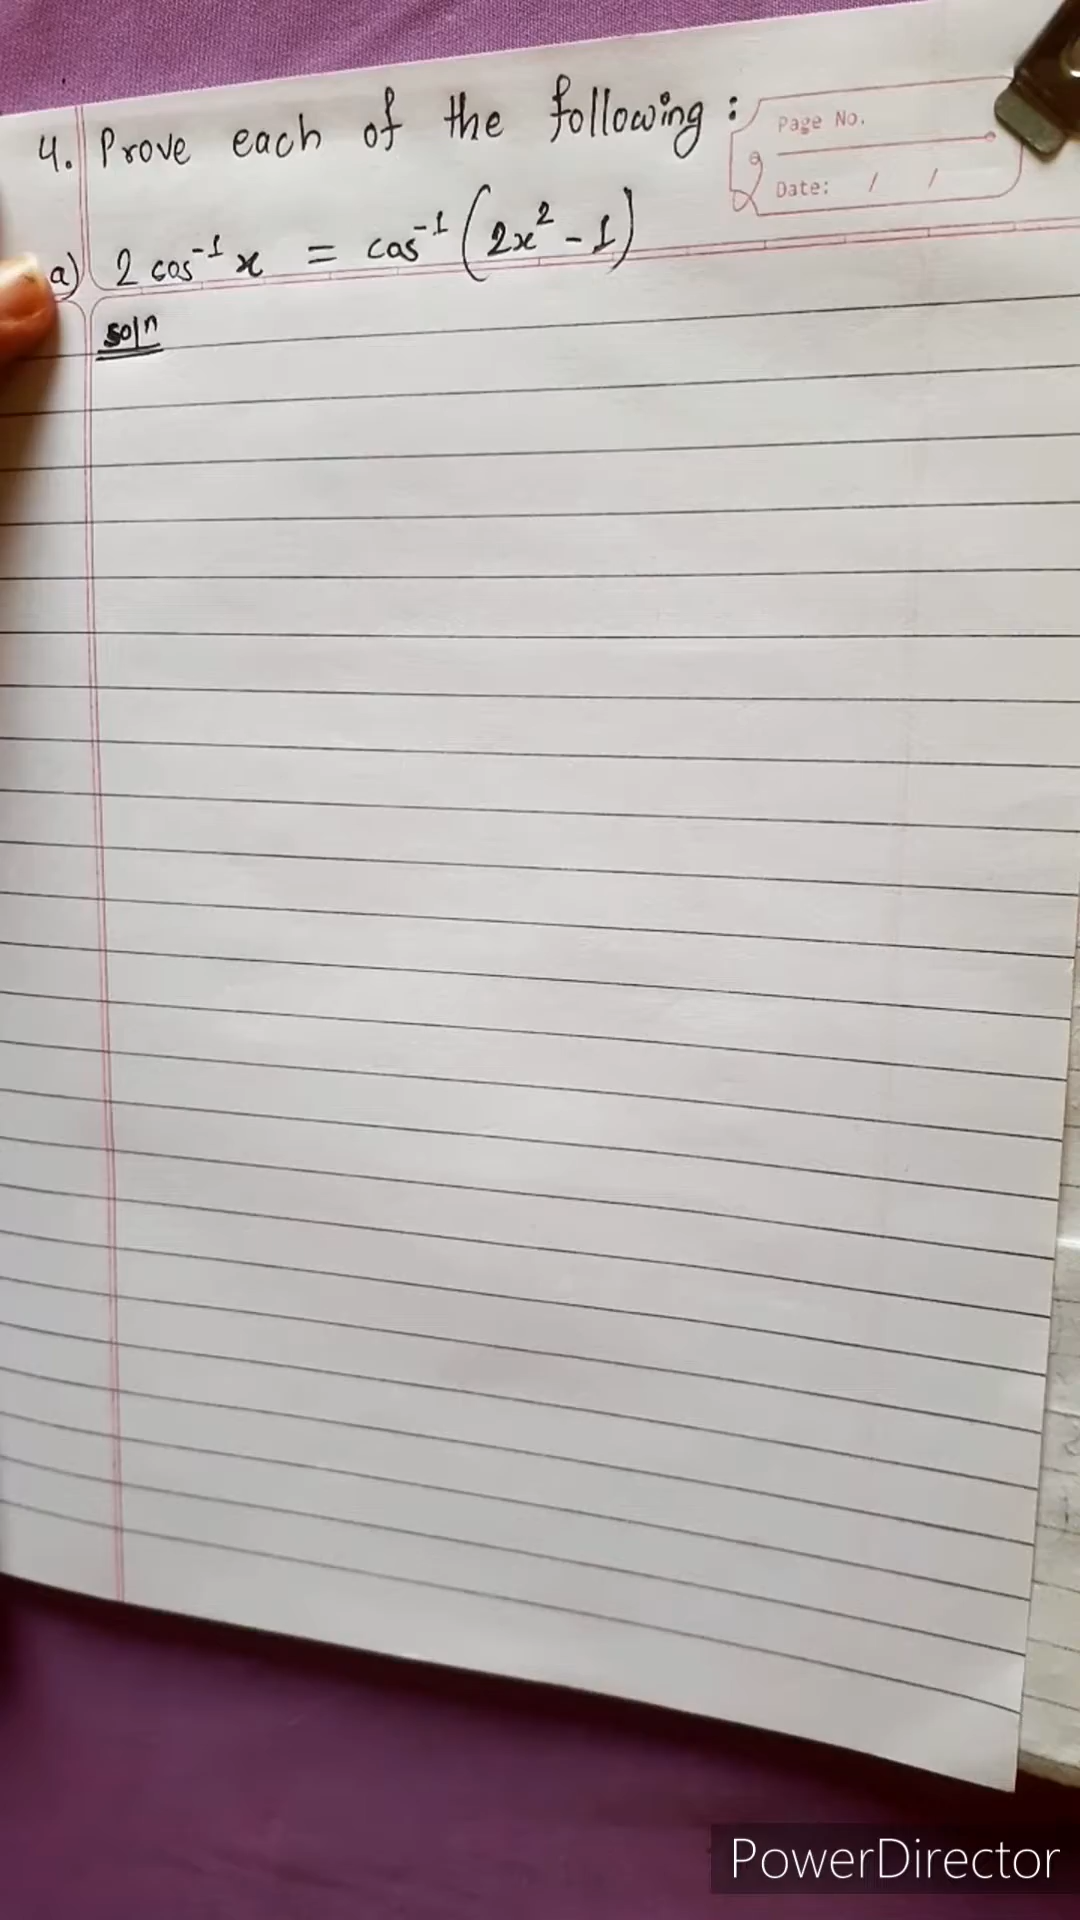 4. Prove each of the following :
Page No.
Date: / /
a) 2 cos⁻¹ x = cos⁻¹ (2x² - 1)
soln
PowerDirector